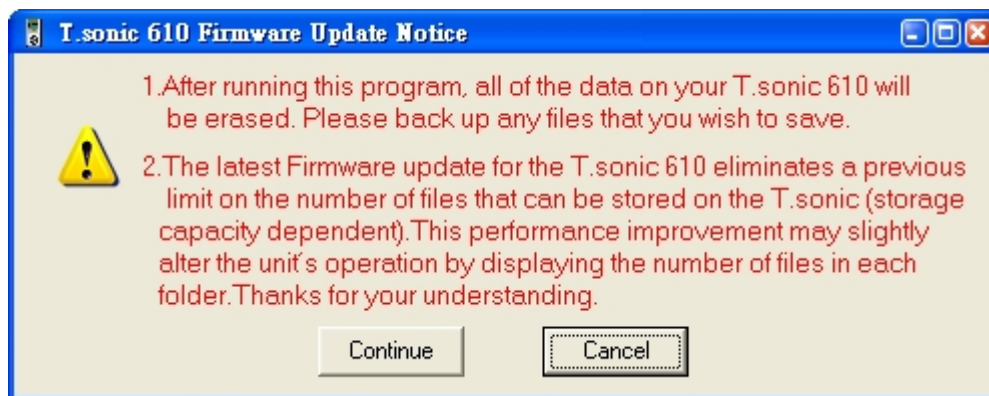 T.sonic 610 Firmware Update Notice
1.After running this program, all of the data on your T.sonic 610 will
be erased. Please back up any files that you wish to save.
2.The latest Firmware update for the T.sonic 610 eliminates a previous
limit on the number of files that can be stored on the T.sonic (storage
capacity dependent).This performance improvement may slightly
alter the unit's operation by displaying the number of files in each
folder.Thanks for your understanding.
Continue Cancel